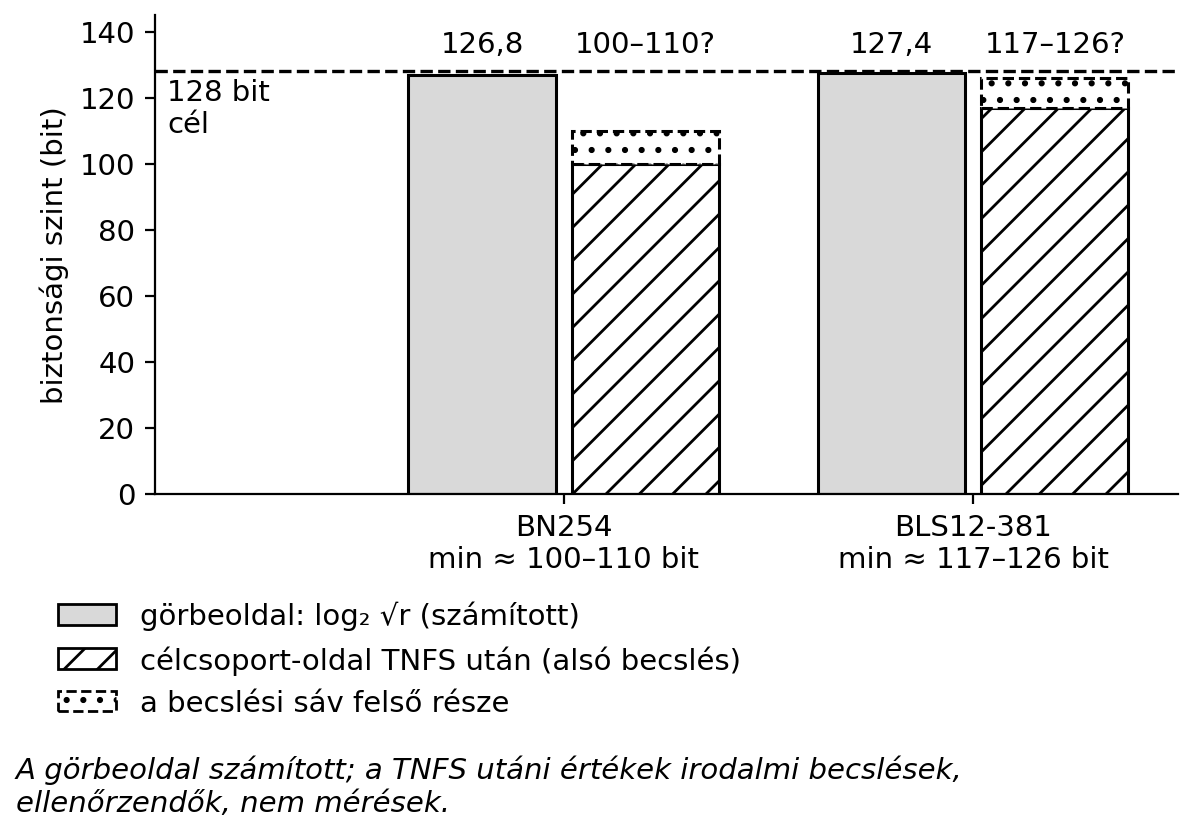 140
120
100
80
60
40
20
0
biztonsági szint (bit)
126,8
100–110?
127,4
117–126?
128 bit
cél
BN254
min ≈ 100–110 bit
BLS12-381
min ≈ 117–126 bit
görbeoldal: log₂ √r (számított)
célcsoport-oldal TNFS után (alsó becslés)
a becslési sáv felső része
A görbeoldal számított; a TNFS utáni értékek irodalmi becslések,
ellenőrzendők, nem mérések.